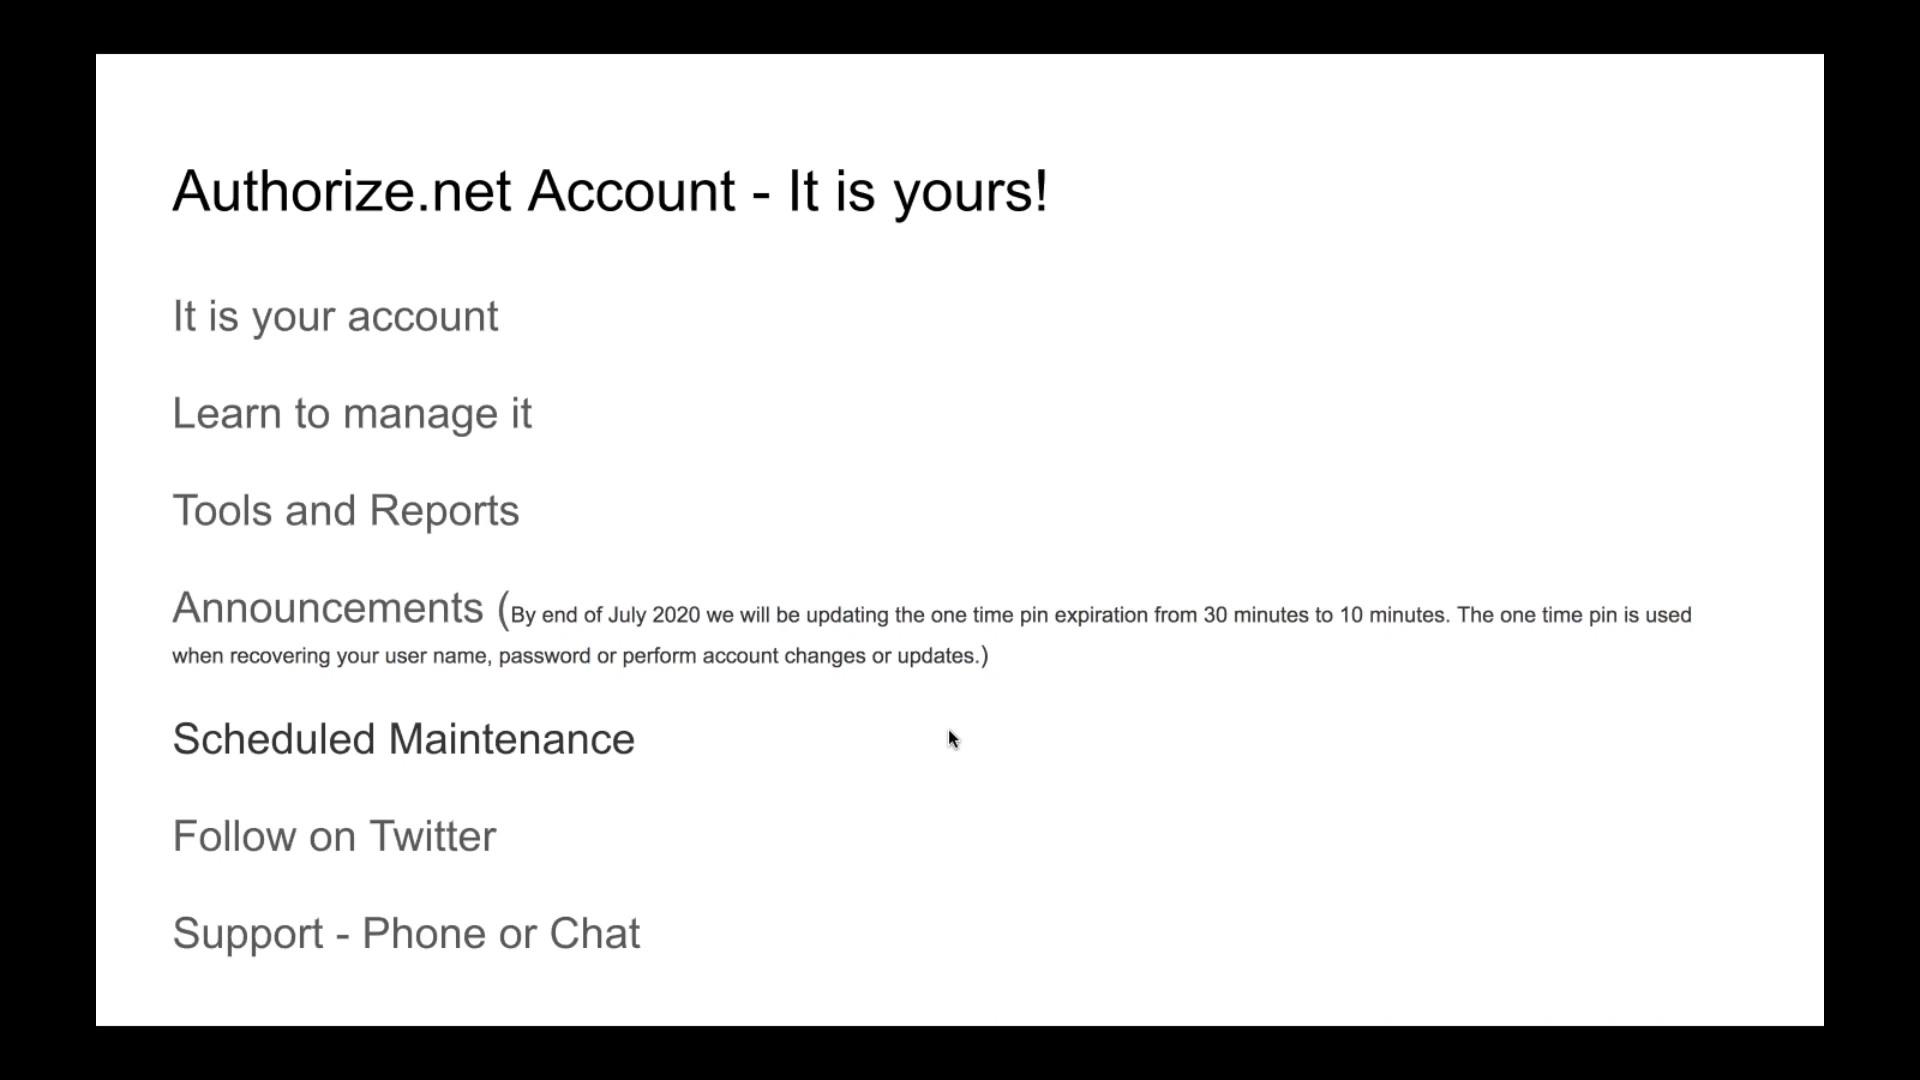 Authorize.net Account - It is yours!
It is your account
Learn to manage it
Tools and Reports
Announcements (By end of July 2020 we will be updating the one time pin expiration from 30 minutes to 10 minutes. The one time pin is used
when recovering your user name, password or perform account changes or updates.)
Scheduled Maintenance
Follow on Twitter
Support - Phone or Chat